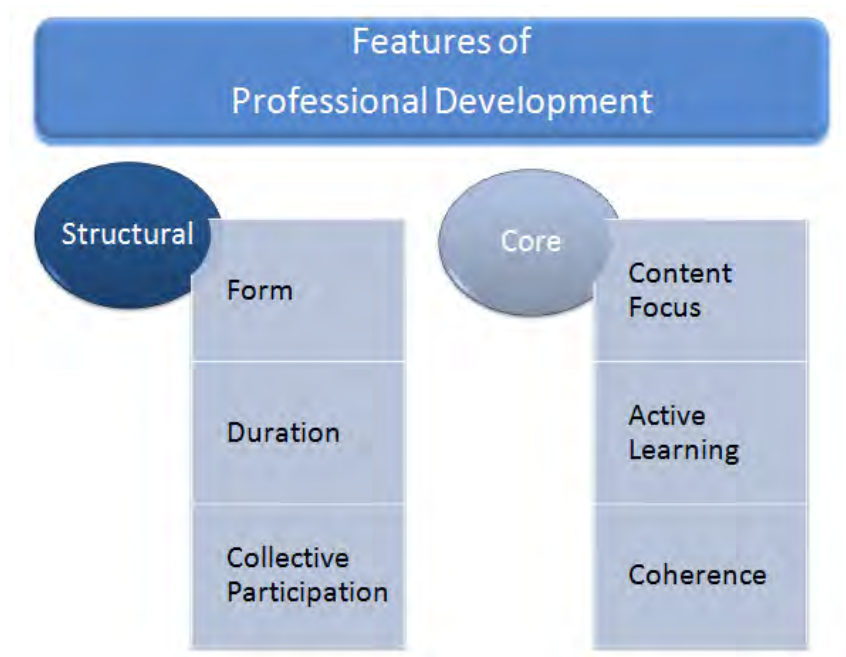 Features of
Professional Development
Structural
Form
Duration
Collective
Participation
Core
Content
Focus
Active
Learning
Coherence